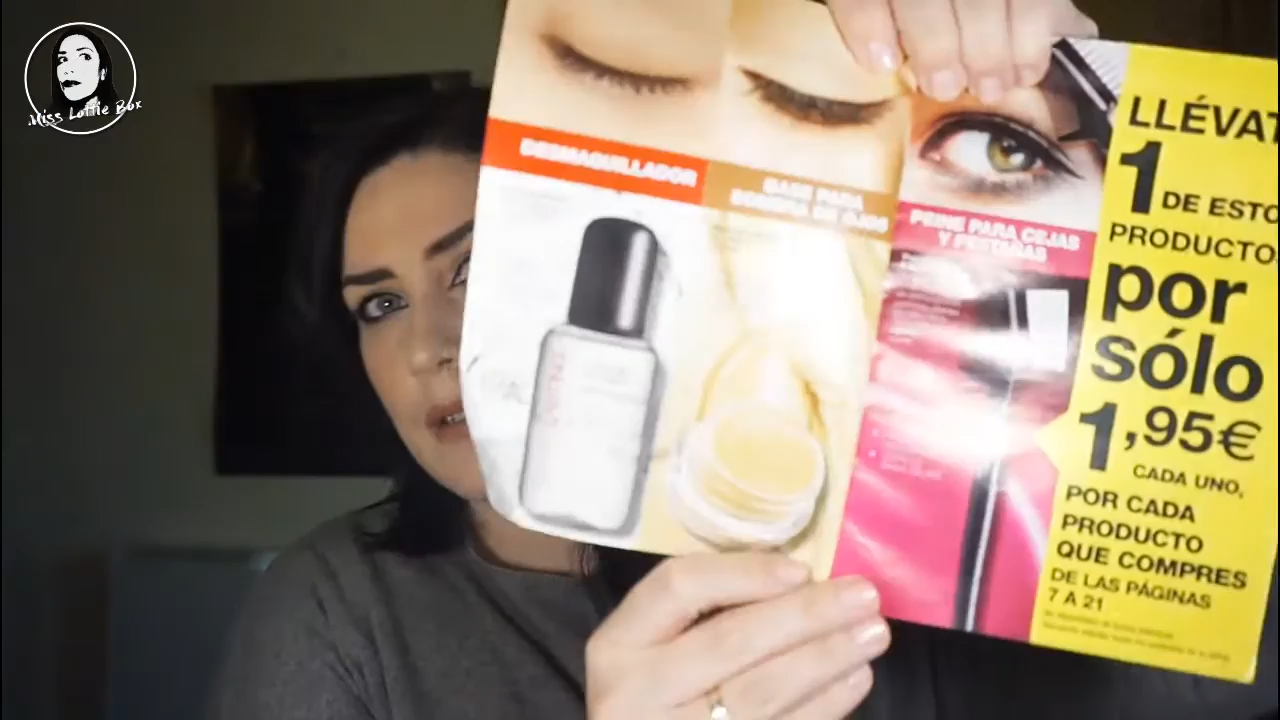 Miss Lottie Box
DESMAQUILLADOR
BASE PARA
SOMBRA DE OJOS
PEINE PARA CEJAS
Y PESTAÑAS
LLÉVAT
1 DE ESTO
PRODUCTO
por
sólo
1,95€
CADA UNO,
POR CADA
PRODUCTO
QUE COMPRES
DE LAS PÁGINAS
7 A 21